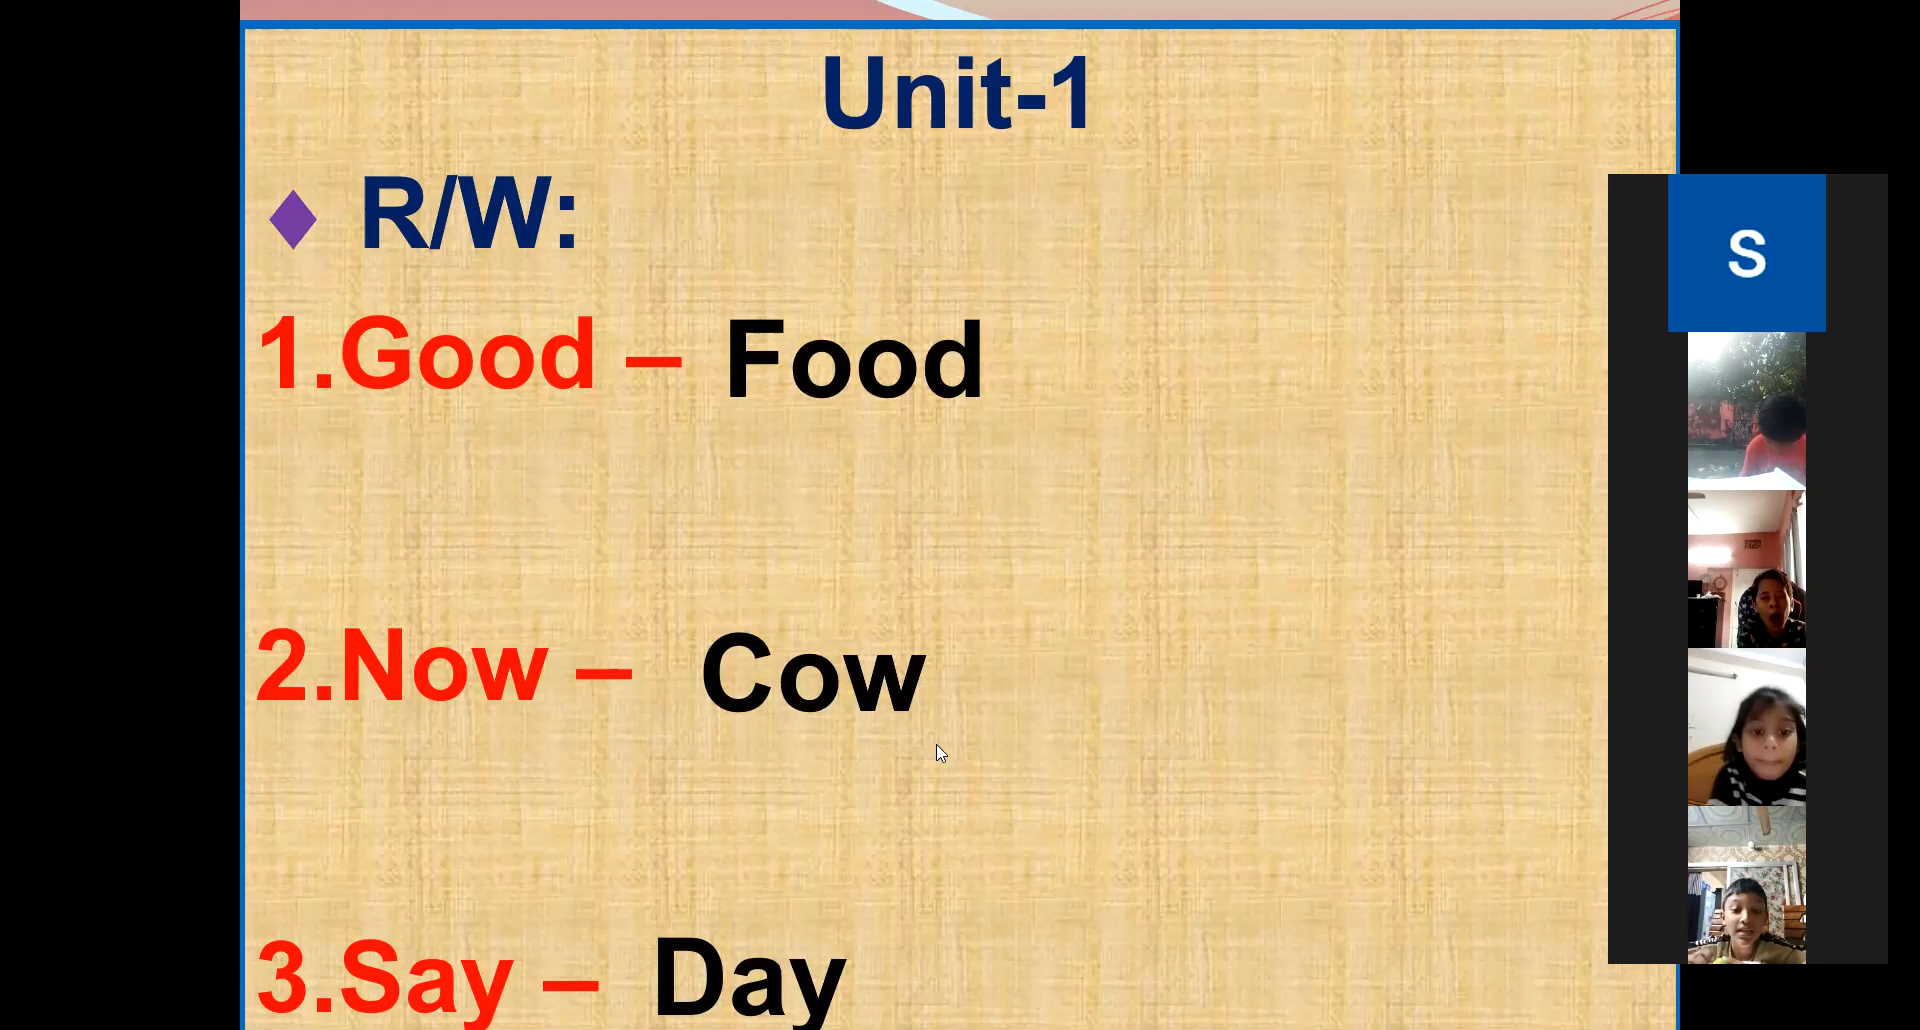 Unit-1
R/W:
1.Good – Food
2.Now – Cow
3.Say – Day
S